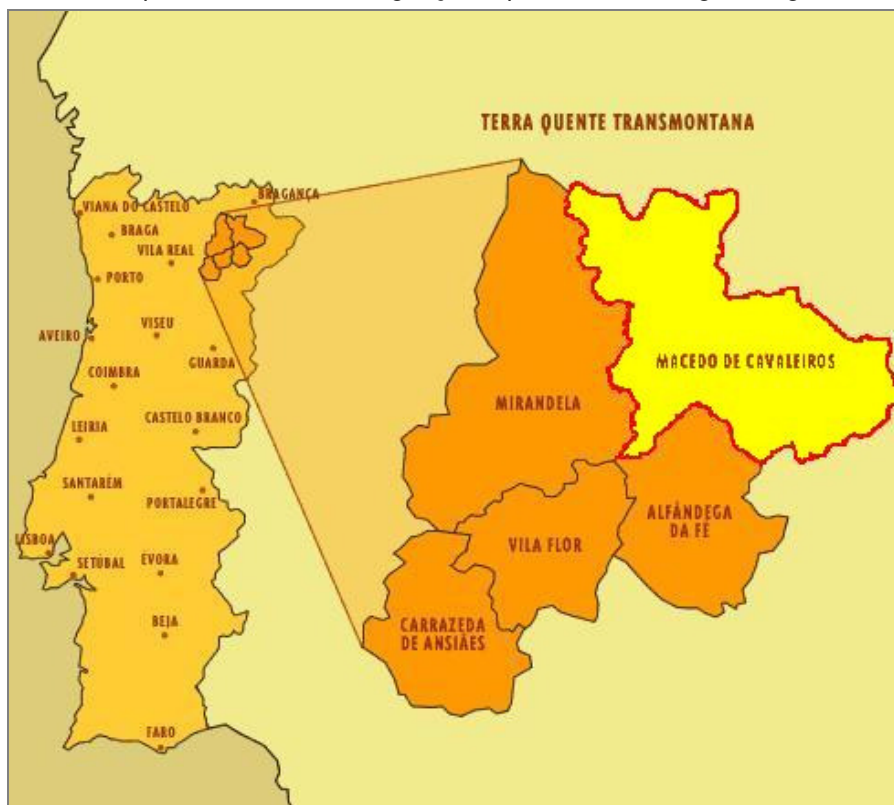 TERRA QUENTE TRANSMONTANA
BRAGANÇA
VIANA DO CASTELO
BRAGA
VILA REAL
PORTO
AVEIRO
VISEU
GUARDA
COIMBRA
CASTELO BRANCO
LEIRIA
SANTARÉM
PORTALEGRE
LISBOA
SETÚBAL
ÉVORA
BEJA
FARO
MACEDO DE CAVALEIROS
MIRANDELA
ALFÂNDEGA
DA FÉ
VILA FLOR
CARRAZEDA
DE ANSIÃES